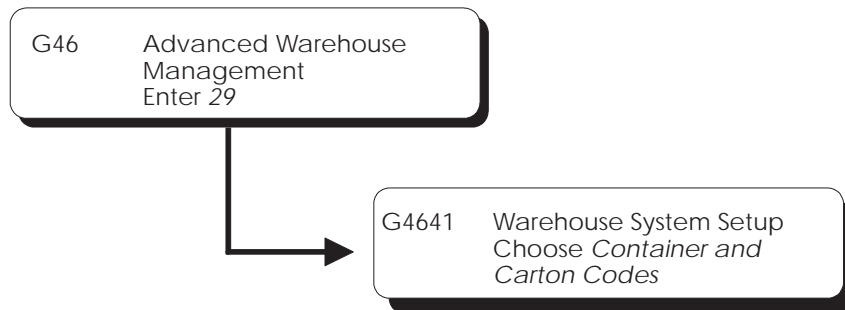 G46 Advanced Warehouse
Management
Enter 29
G4641 Warehouse System Setup
Choose Container and
Carton Codes